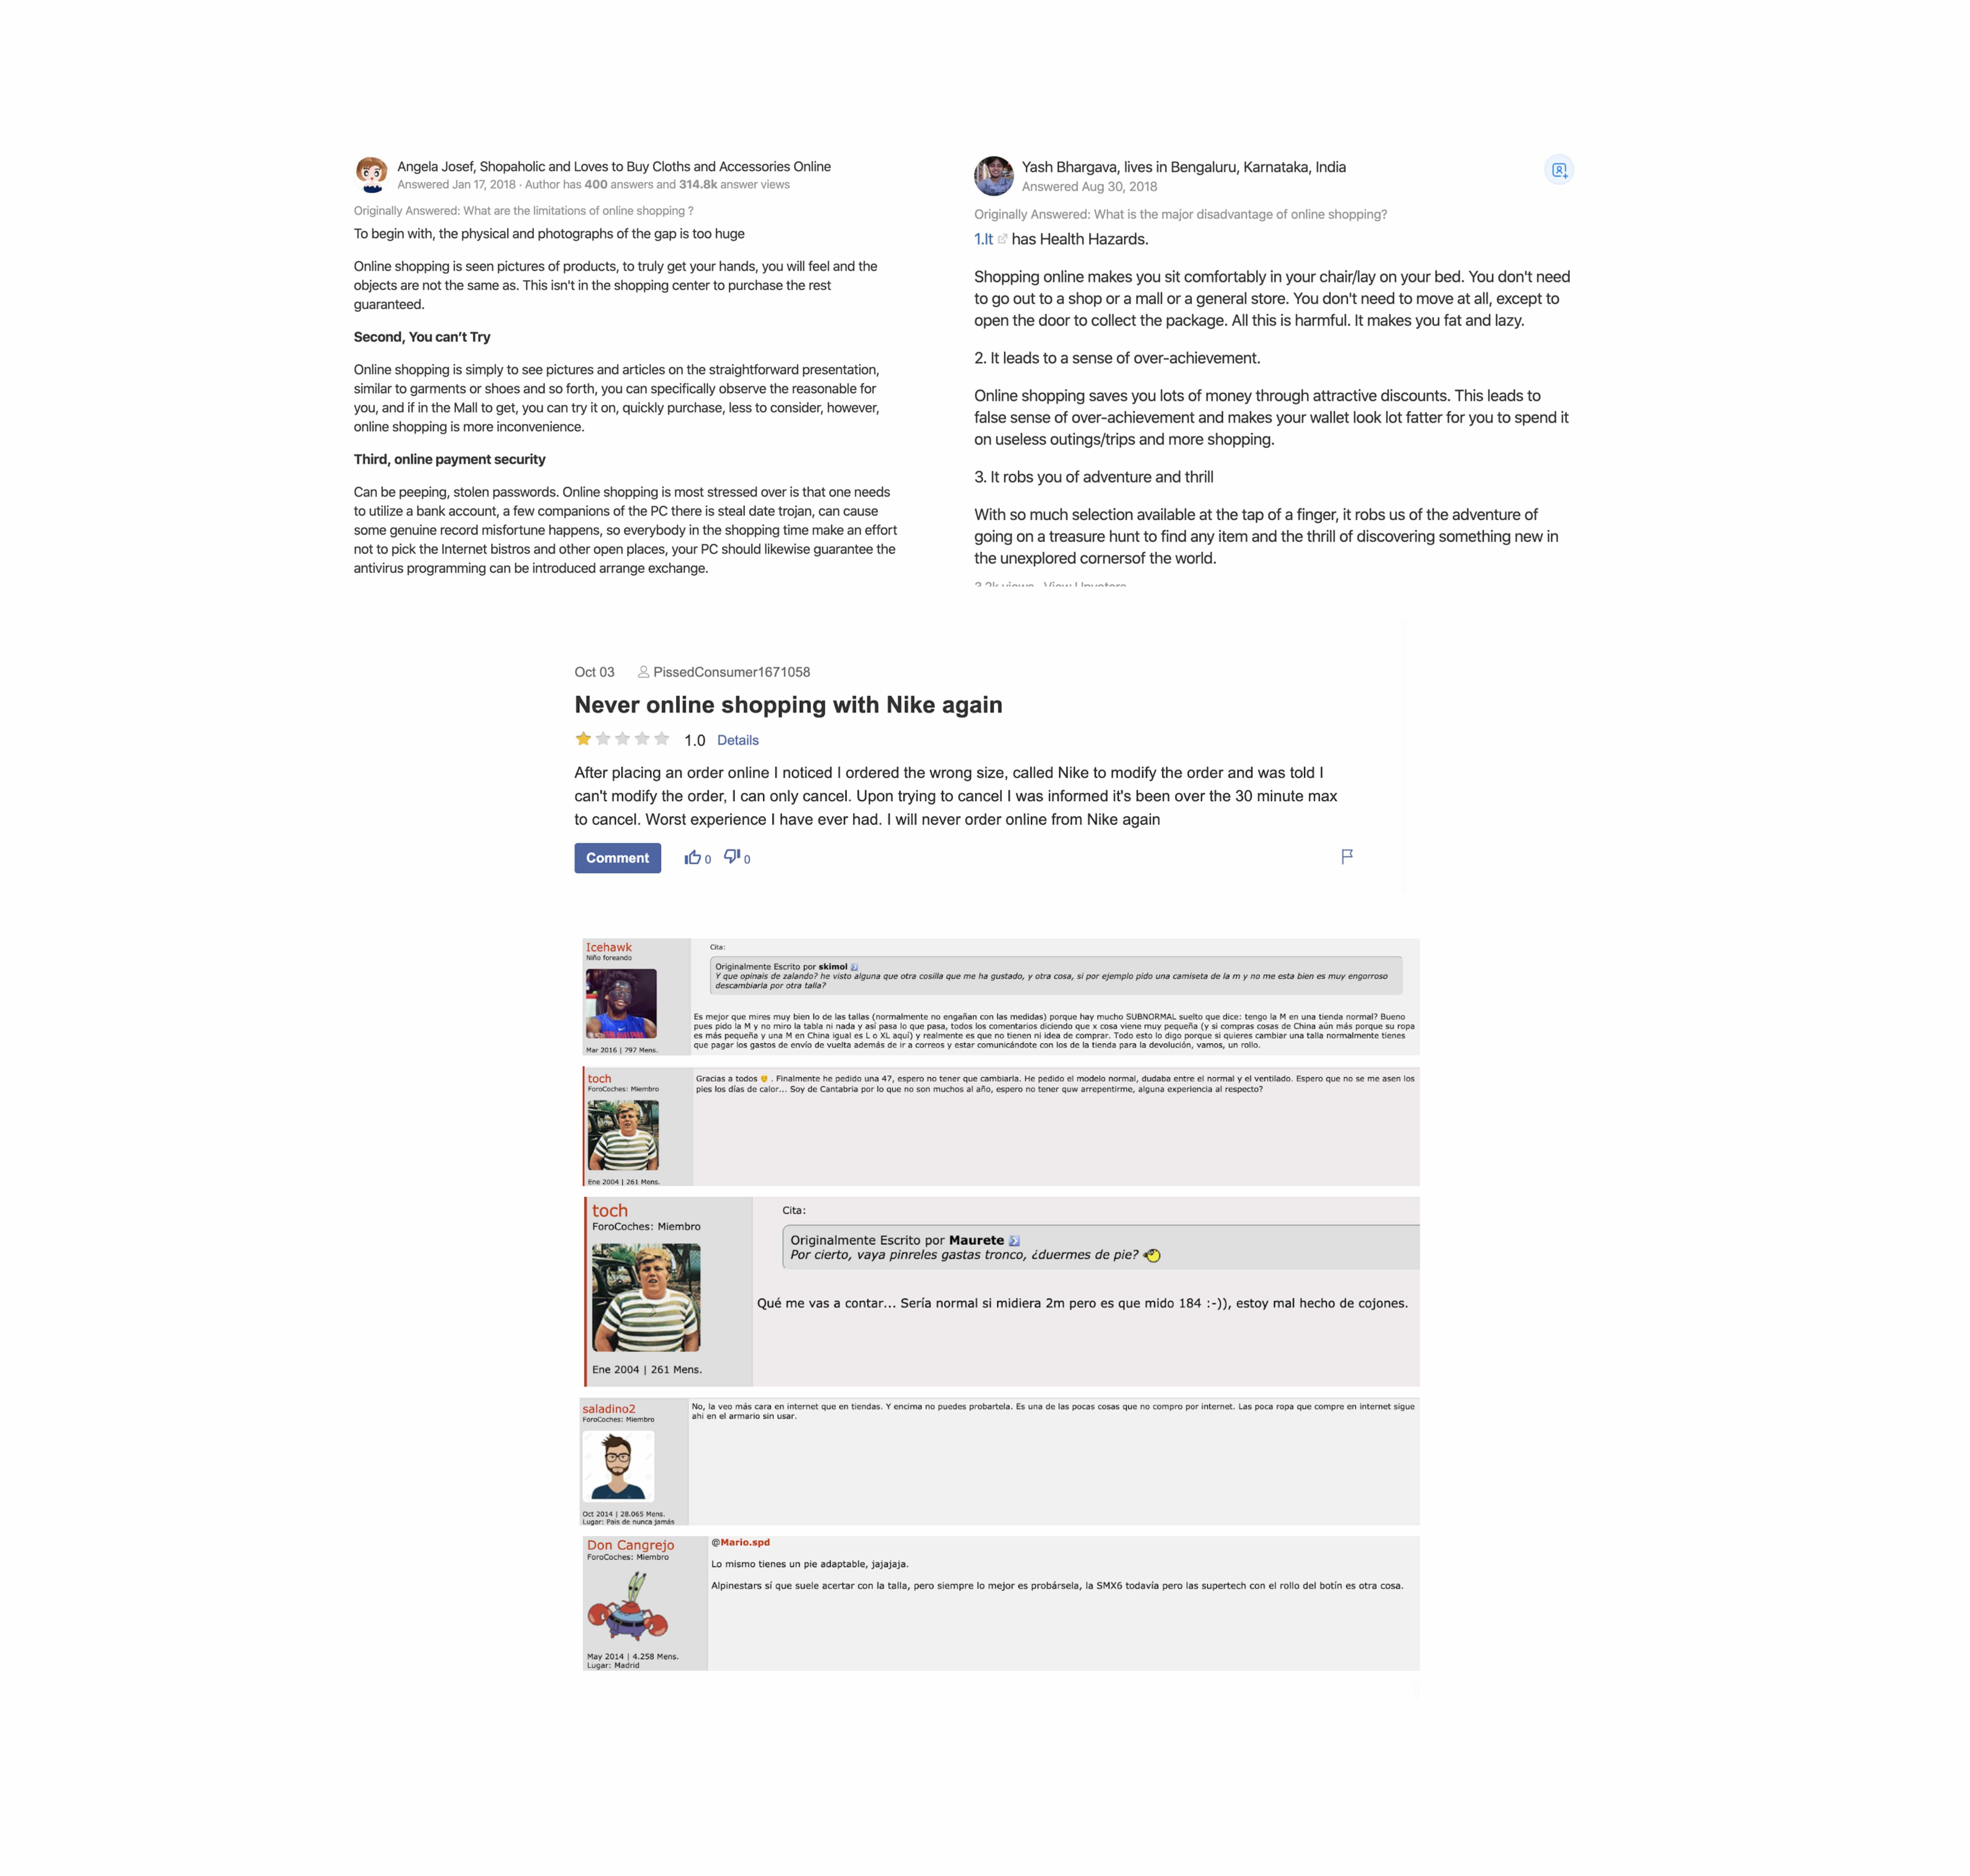 Angela Josef, Shopaholic and Loves to Buy Cloths and Accessories Online
Answered Jan 17, 2018 · Author has 400 answers and 314.8k answer views
Originally Answered: What are the limitations of online shopping ?
To begin with, the physical and photographs of the gap is too huge
Online shopping is seen pictures of products, to truly get your hands, you will feel and the
objects are not the same as. This isn't in the shopping center to purchase the rest
guaranteed.
Second, You can't Try
Online shopping is simply to see pictures and articles on the straightforward presentation,
similar to garments or shoes and so forth, you can specifically observe the reasonable for
you, and if in the Mall to get, you can try it on, quickly purchase, less to consider, however,
online shopping is more inconvenience.
Third, online payment security
Can be peeping, stolen passwords. Online shopping is most stressed over is that one needs
to utilize a bank account, a few companions of the PC there is steal date trojan, can cause
some genuine record misfortune happens, so everybody in the shopping time make an effort
not to pick the Internet bistros and other open places, your PC should likewise guarantee the
antivirus programming can be introduced arrange exchange.
Yash Bhargava, lives in Bengaluru, Karnataka, India
Answered Aug 30, 2018
Originally Answered: What is the major disadvantage of online shopping?
1.It has Health Hazards.
Shopping online makes you sit comfortably in your chair/lay on your bed. You don't need
to go out to a shop or a mall or a general store. You don't need to move at all, except to
open the door to collect the package. All this is harmful. It makes you fat and lazy.
2. It leads to a sense of over-achievement.
Online shopping saves you lots of money through attractive discounts. This leads to
false sense of over-achievement and makes your wallet look lot fatter for you to spend it
on useless outings/trips and more shopping.
3. It robs you of adventure and thrill
With so much selection available at the tap of a finger, it robs us of the adventure of
going on a treasure hunt to find any item and the thrill of discovering something new in
the unexplored cornersof the world.
Oct 03 PissedConsumer1671058
Never online shopping with Nike again
1.0 Details
After placing an order online I noticed I ordered the wrong size, called Nike to modify the order and was told I
can't modify the order, I can only cancel. Upon trying to cancel I was informed it's been over the 30 minute max
to cancel. Worst experience I have ever had. I will never order online from Nike again
Comment 0 0
Icehawk
Niño foreando
Mar 2016 | 797 Mens.
Cita:
Originalmente Escrito por skimol
Y que opinais de zalando? he visto alguna que otra cosilla que me ha gustado, y otra cosa, si por ejemplo pido una camiseta de la m y no me esta bien es muy engorroso
descambiarla por otra talla?
Es mejor que mires muy bien lo de las tallas (normalmente no engañan con las medidas) porque hay mucho SUBNORMAL suelto que dice: tengo la M en una tienda normal? Bueno
pues pido la M y no miro la tabla ni nada y así pasa lo que pasa, todos los comentarios diciendo que x cosa viene muy pequeña (y si compras cosas de China aún más porque su ropa
es más pequeña y una M en China igual es L o XL aquí) y realmente es que no tienen ni idea de comprar. Todo esto lo digo porque si quieres cambiar una talla normalmente tienes
que pagar los gastos de envío de vuelta además de ir a correos y estar comunicándote con los de la tienda para la devolución, vamos, un rollo.
toch
ForoCoches: Miembro
Ene 2004 | 261 Mens.
Gracias a todos . Finalmente he pedido una 47, espero no tener que cambiarla. He pedido el modelo normal, dudaba entre el normal y el ventilado. Espero que no se me asen los
pies los días de calor... Soy de Cantabria por lo que no son muchos al año, espero no tener quw arrepentirme, alguna experiencia al respecto?
toch
ForoCoches: Miembro
Ene 2004 | 261 Mens.
Cita:
Originalmente Escrito por Maurete
Por cierto, vaya pinreles gastas tronco, ¿duermes de pie?
Qué me vas a contar... Sería normal si midiera 2m pero es que mido 184 :-)), estoy mal hecho de cojones.
saladino2
ForoCoches: Miembro
Oct 2014 | 28.065 Mens.
Lugar: Pais de nunca jamás
No, la veo más cara en internet que en tiendas. Y encima no puedes probartela. Es una de las pocas cosas que no compro por internet. Las poca ropa que compre en internet sigue
ahi en el armario sin usar.
Don Cangrejo
ForoCoches: Miembro
May 2014 | 4.258 Mens.
Lugar: Madrid
@Mario.spd
Lo mismo tienes un pie adaptable, jajajaja.
Alpinestars sí que suele acertar con la talla, pero siempre lo mejor es probársela, la SMX6 todavía pero las supertech con el rollo del botín es otra cosa.